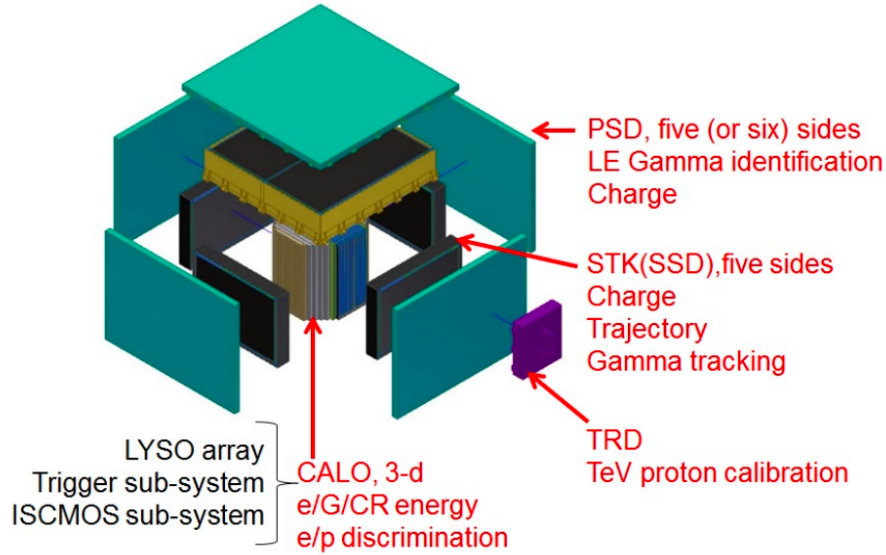 PSD, five (or six) sides
LE Gamma identification
Charge
STK(SSD),five sides
Charge
Trajectory
Gamma tracking
TRD
TeV proton calibration
LYSO array
Trigger sub-system
ISCMOS sub-system
CALO, 3-d
e/G/CR energy
e/p discrimination